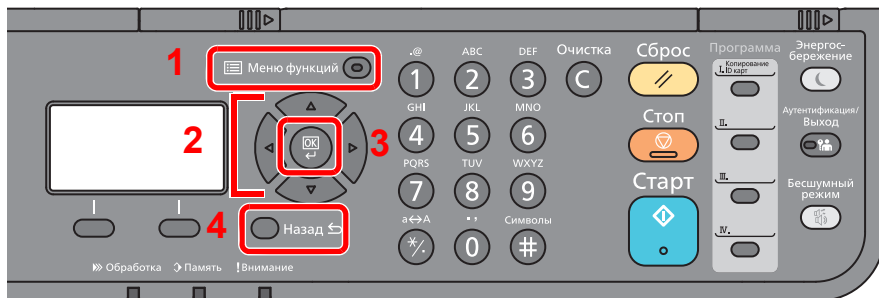 1
Меню функций
2
OK
3
4
Назад
Обработка
Память
!Внимание
.@
ABC
DEF
Очистка
1
2
3
C
GHI
JKL
MNO
4
5
6
PQRS
TUV
WXYZ
7
8
9
a↔A
.,
Символы
*/.
0
#
Сброс
Стоп
Старт
Программа
I. Копирование
ID карт
II.
III.
IV.
Энергос-
бережение
Аутентификация/
Выход
Бесшумный
режим